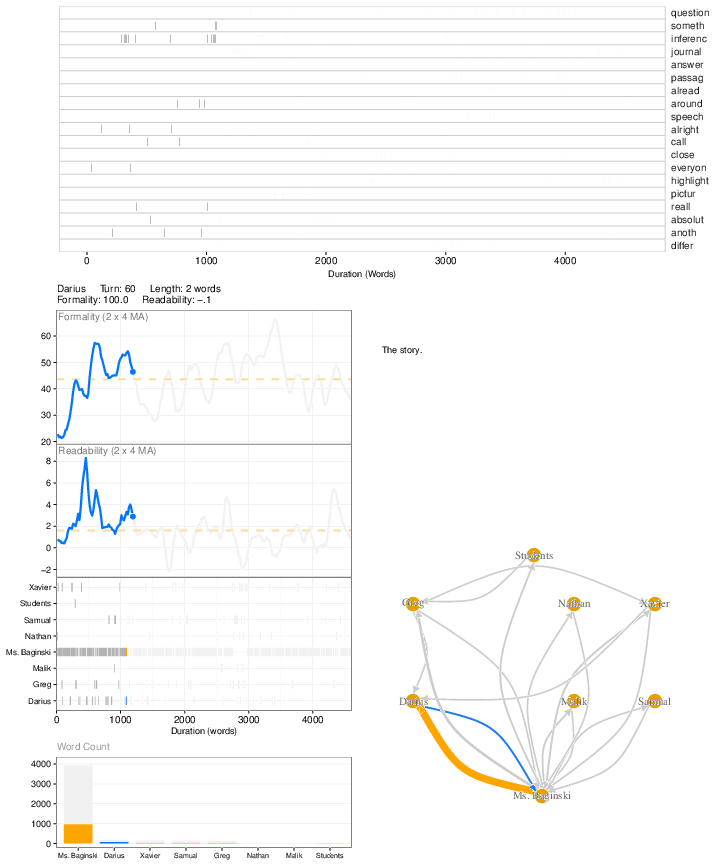 question
someth
inferenc
journal
answer
passag
alread
around
speech
alright
call
close
everyon
highlight
pictur
reall
absolut
anoth
differ
0 1000 2000 3000 4000
Duration (Words)
Darius Turn: 60 Length: 2 words
Formality: 100.0 Readability: −.1
Formality (2 x 4 MA)
60
50
40
30
20
The story.
Readability (2 x 4 MA)
8
6
4
2
0
−2
Xavier
Students
Samual
Nathan
Ms. Baginski
Malik
Greg
Darius
0 1000 2000 3000 4000
Duration (words)
Students
Greg Nathan Xavier
Darius Malik Samual
Ms. Baginski
Word Count
4000
3000
2000
1000
0
Ms. Baginski Darius Xavier Samual Greg Nathan Malik Students